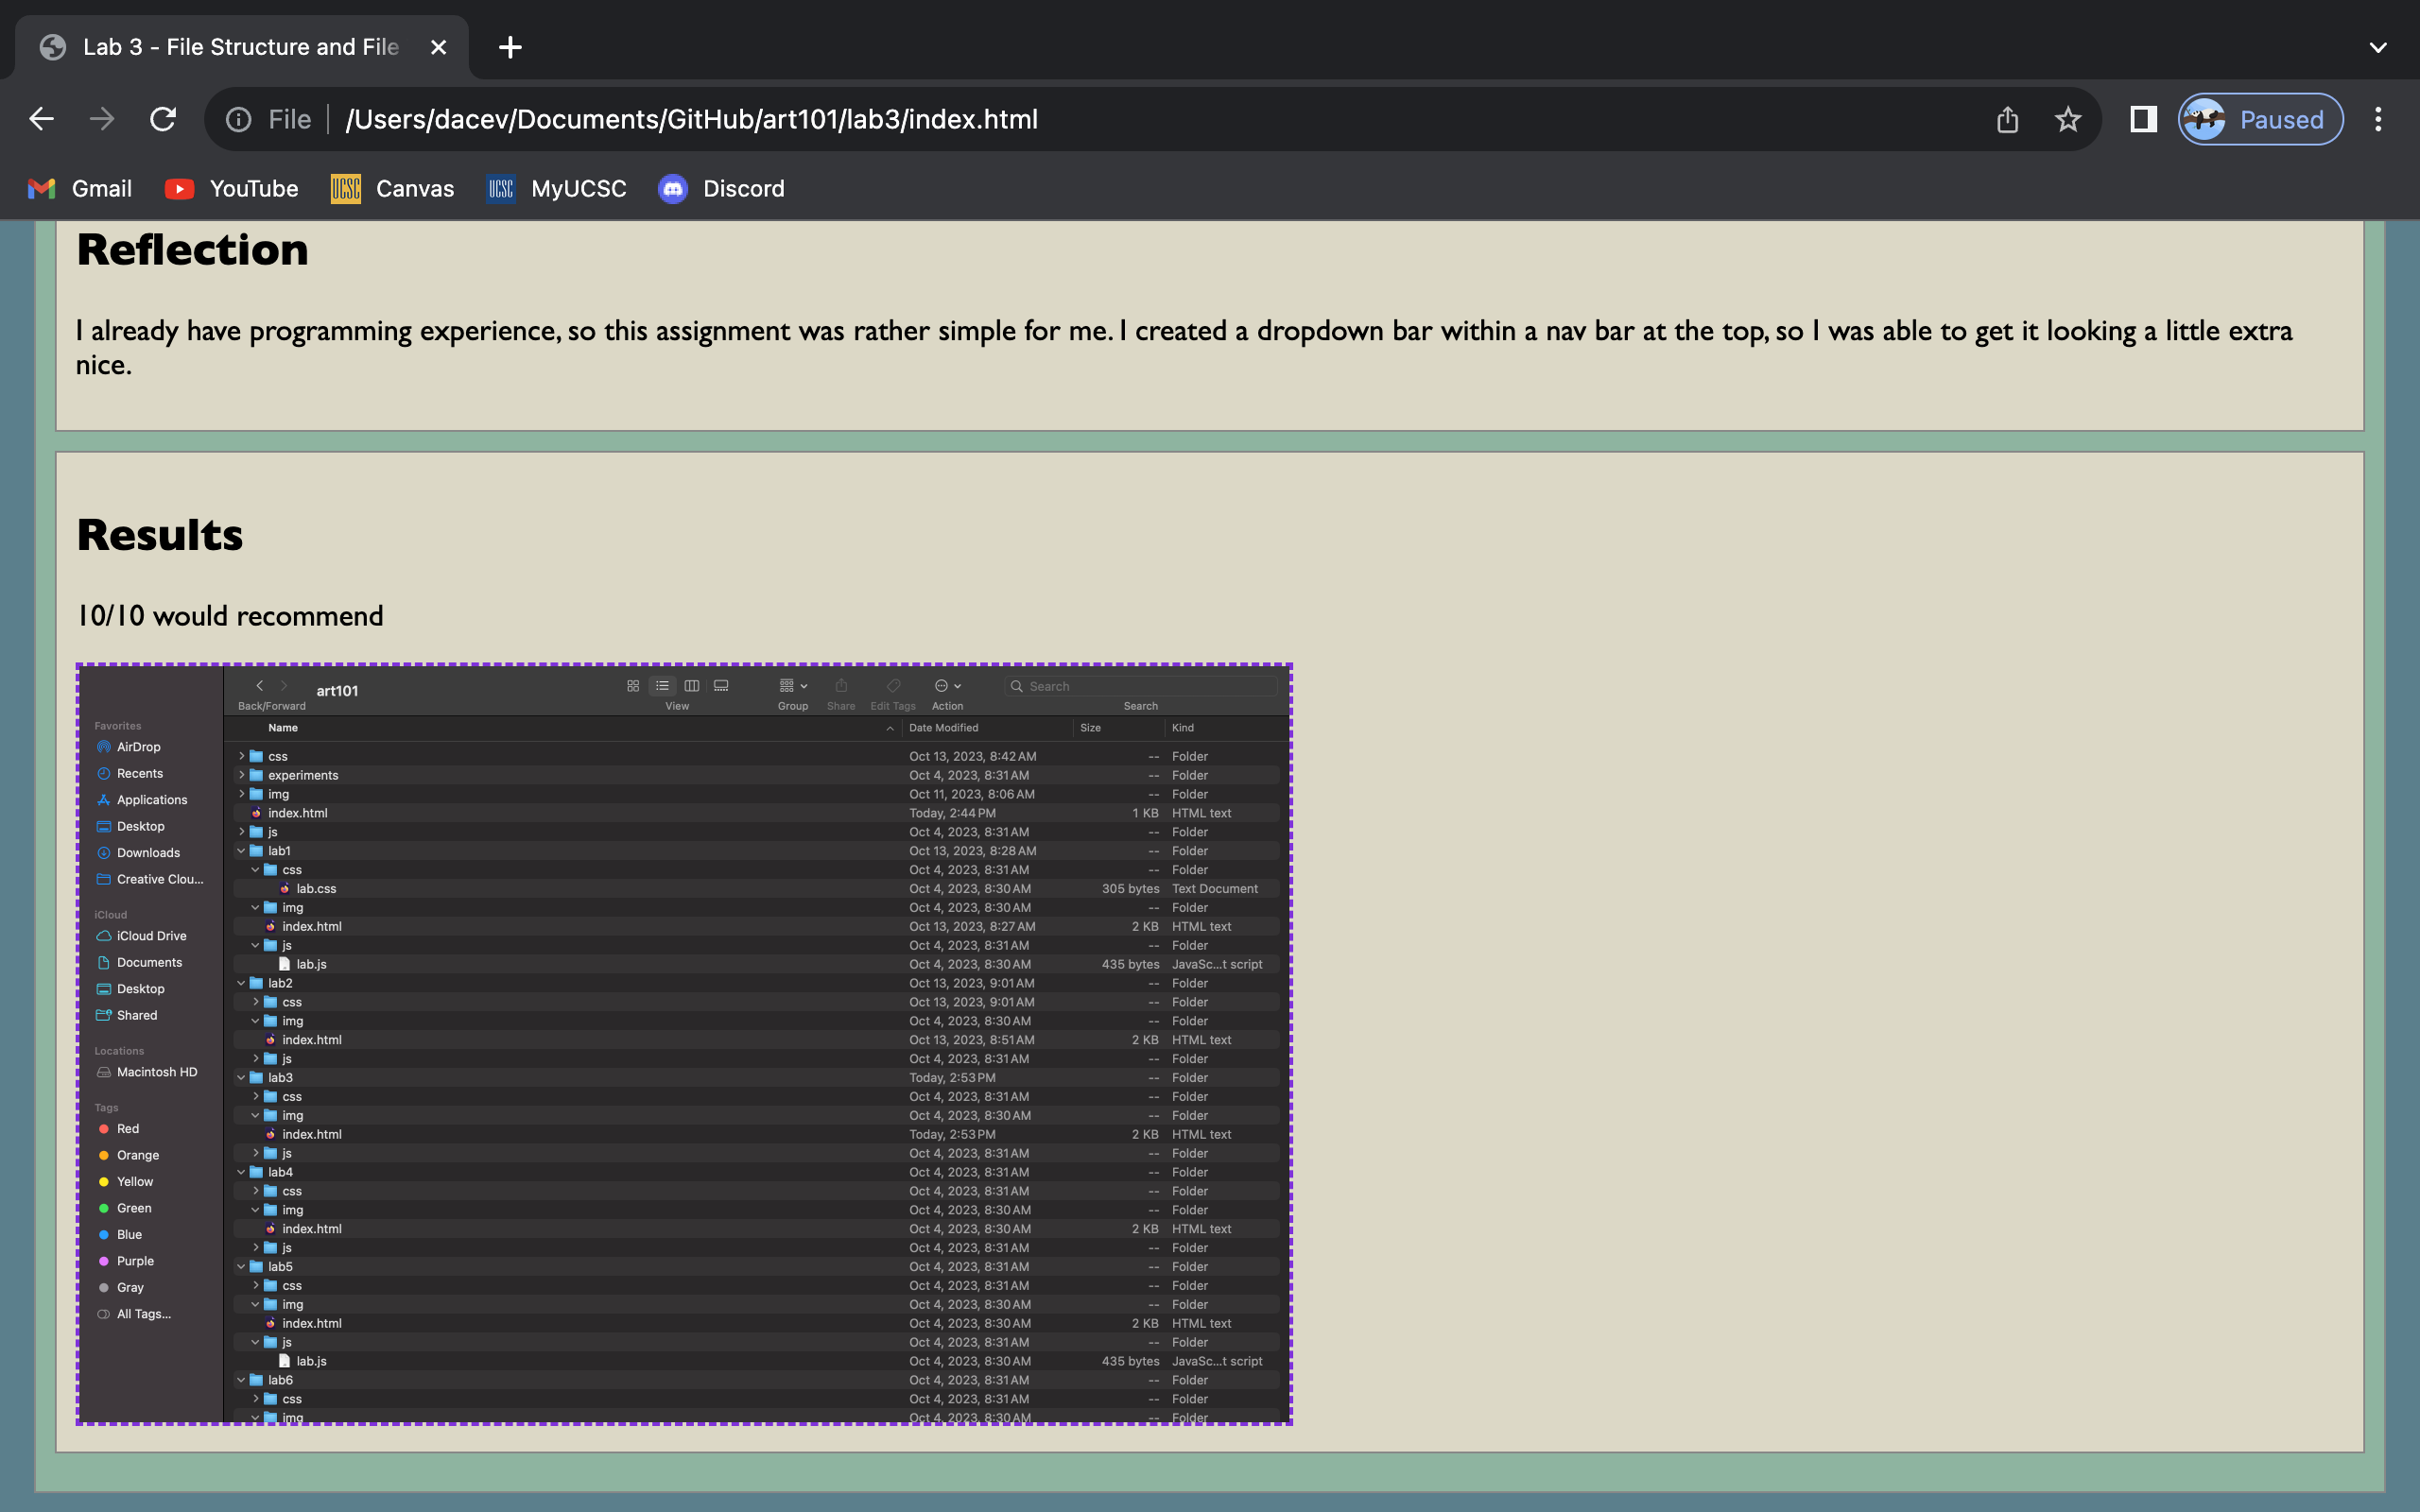 Lab 3 - File Structure and File
File /Users/dacev/Documents/GitHub/art101/lab3/index.html
Paused
Gmail YouTube UCSC Canvas UCSC MyUCSC Discord
Reflection
I already have programming experience, so this assignment was rather simple for me. I created a dropdown bar within a nav bar at the top, so I was able to get it looking a little extra
nice.
Results
10/10 would recommend
art101 Search
Back/Forward View Group Share Edit Tags Action Search
Favorites
AirDrop
Recents
Applications
Desktop
Downloads
Creative Clou...
iCloud
iCloud Drive
Documents
Desktop
Shared
Locations
Macintosh HD
Tags
Red
Orange
Yellow
Green
Blue
Purple
Gray
All Tags...
Name Date Modified Size Kind
css Oct 13, 2023, 8:42 AM -- Folder
experiments Oct 4, 2023, 8:31 AM -- Folder
img Oct 11, 2023, 8:06 AM -- Folder
index.html Today, 2:44 PM 1 KB HTML text
js Oct 4, 2023, 8:31 AM -- Folder
lab1 Oct 13, 2023, 8:28 AM -- Folder
css Oct 4, 2023, 8:31 AM -- Folder
lab.css Oct 4, 2023, 8:30 AM 305 bytes Text Document
img Oct 4, 2023, 8:30 AM -- Folder
index.html Oct 13, 2023, 8:27 AM 2 KB HTML text
js Oct 4, 2023, 8:31 AM -- Folder
lab.js Oct 4, 2023, 8:30 AM 435 bytes JavaSc...t script
lab2 Oct 13, 2023, 9:01 AM -- Folder
css Oct 13, 2023, 9:01 AM -- Folder
img Oct 4, 2023, 8:30 AM -- Folder
index.html Oct 13, 2023, 8:51 AM 2 KB HTML text
js Oct 4, 2023, 8:31 AM -- Folder
lab3 Today, 2:53 PM -- Folder
css Oct 4, 2023, 8:31 AM -- Folder
img Oct 4, 2023, 8:30 AM -- Folder
index.html Today, 2:53 PM 2 KB HTML text
js Oct 4, 2023, 8:31 AM -- Folder
lab4 Oct 4, 2023, 8:31 AM -- Folder
css Oct 4, 2023, 8:31 AM -- Folder
img Oct 4, 2023, 8:30 AM -- Folder
index.html Oct 4, 2023, 8:30 AM 2 KB HTML text
js Oct 4, 2023, 8:31 AM -- Folder
lab5 Oct 4, 2023, 8:31 AM -- Folder
css Oct 4, 2023, 8:31 AM -- Folder
img Oct 4, 2023, 8:30 AM -- Folder
index.html Oct 4, 2023, 8:30 AM 2 KB HTML text
js Oct 4, 2023, 8:31 AM -- Folder
lab.js Oct 4, 2023, 8:30 AM 435 bytes JavaSc...t script
lab6 Oct 4, 2023, 8:31 AM -- Folder
css Oct 4, 2023, 8:31 AM -- Folder
img Oct 4, 2023, 8:30 AM -- Folder